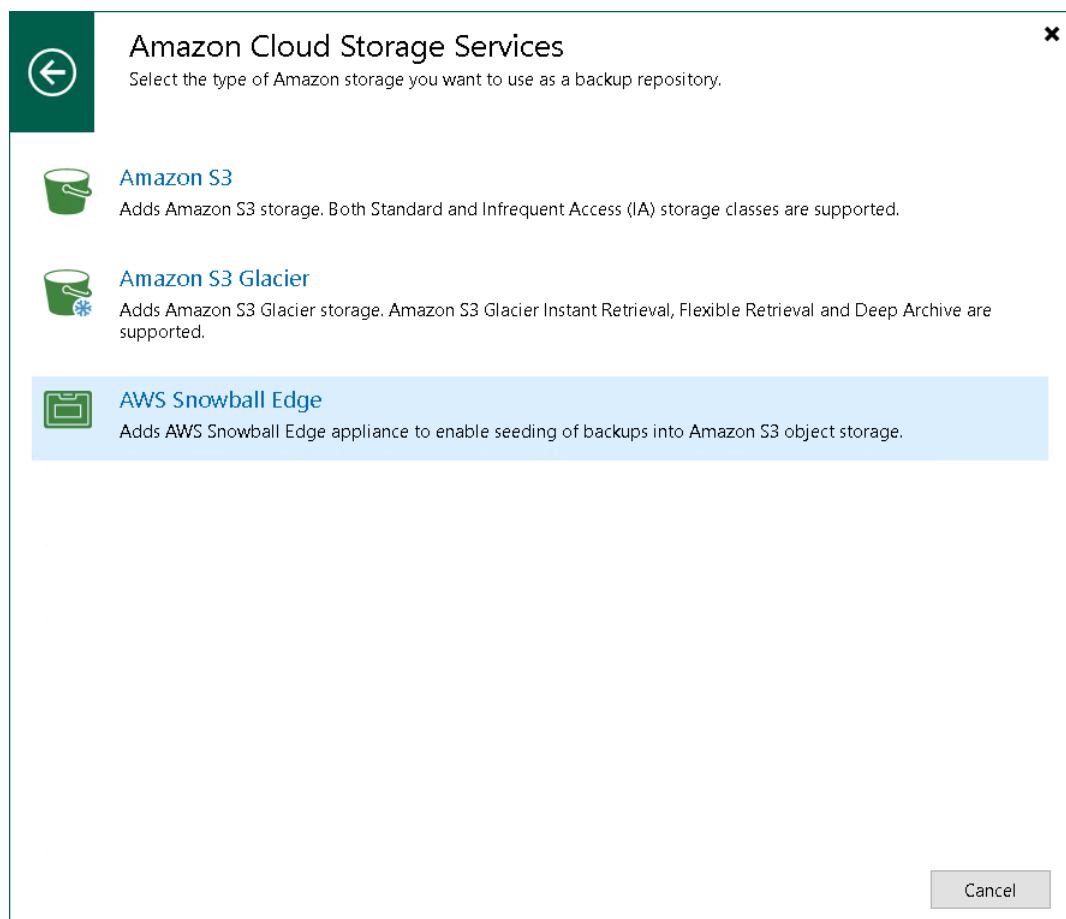 Amazon Cloud Storage Services
Select the type of Amazon storage you want to use as a backup repository.
Amazon S3
Adds Amazon S3 storage. Both Standard and Infrequent Access (IA) storage classes are supported.
Amazon S3 Glacier
Adds Amazon S3 Glacier storage. Amazon S3 Glacier Instant Retrieval, Flexible Retrieval and Deep Archive are
supported.
AWS Snowball Edge
Adds AWS Snowball Edge appliance to enable seeding of backups into Amazon S3 object storage.
Cancel